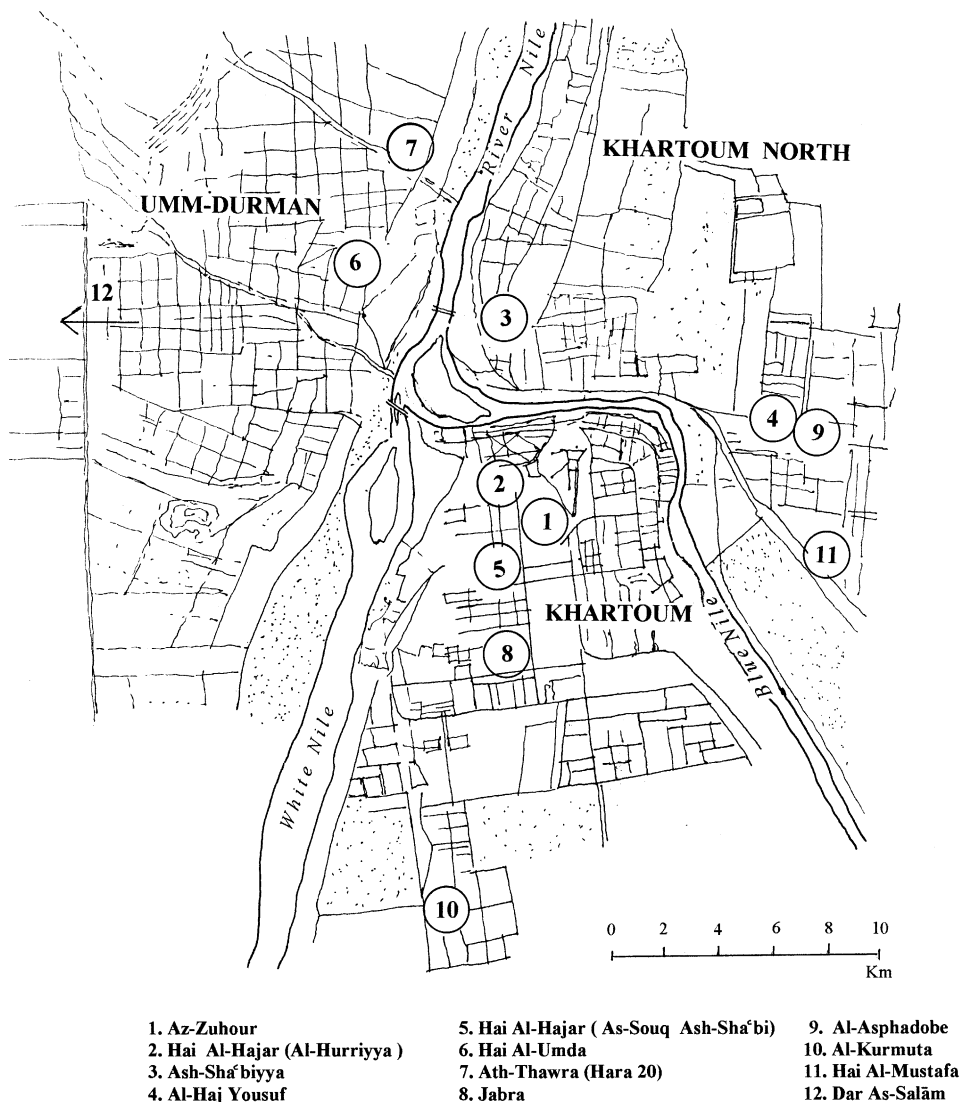 River Nile
7
KHARTOUM NORTH
UMM-DURMAN
6
12
3
4
9
2
1
5
11
KHARTOUM
8
Blue Nile
White Nile
10
0 2 4 6 8 10
Km
1. Az-Zuhour
2. Hai Al-Hajar (Al-Hurriyya )
3. Ash-Shaʿbiyya
4. Al-Haj Yousuf
5. Hai Al-Hajar ( As-Souq Ash-Shaʿbi)
6. Hai Al-Umda
7. Ath-Thawra (Hara 20)
8. Jabra
9. Al-Asphadobe
10. Al-Kurmuta
11. Hai Al-Mustafa
12. Dar As-Salām